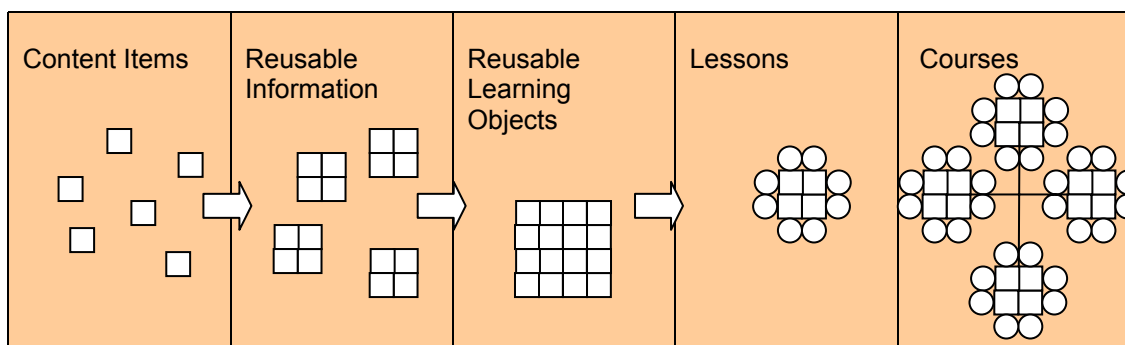 Content Items
Reusable
Information
Reusable
Learning
Objects
Lessons
Courses